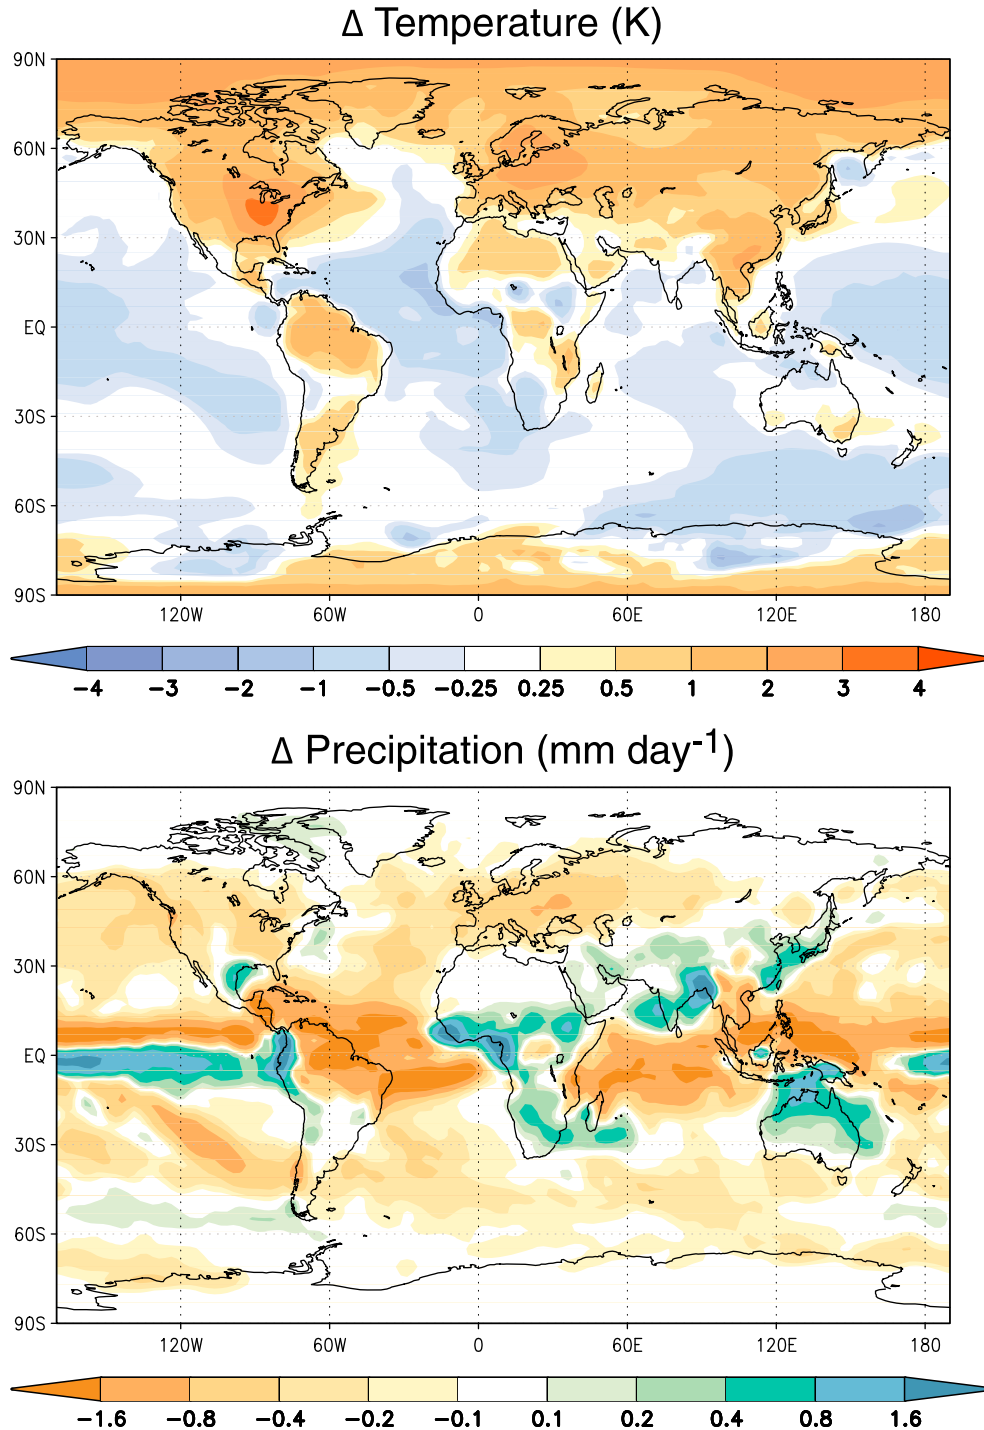 Δ Temperature (K)
90N
60N
30N
EQ
30S
60S
90S
120W 60W 0 60E 120E 180
−4 −3 −2 −1 −0.5 −0.25 0.25 0.5 1 2 3 4
Δ Precipitation (mm day-1)
90N
60N
30N
EQ
30S
60S
90S
120W 60W 0 60E 120E 180
−1.6 −0.8 −0.4 −0.2 −0.1 0.1 0.2 0.4 0.8 1.6